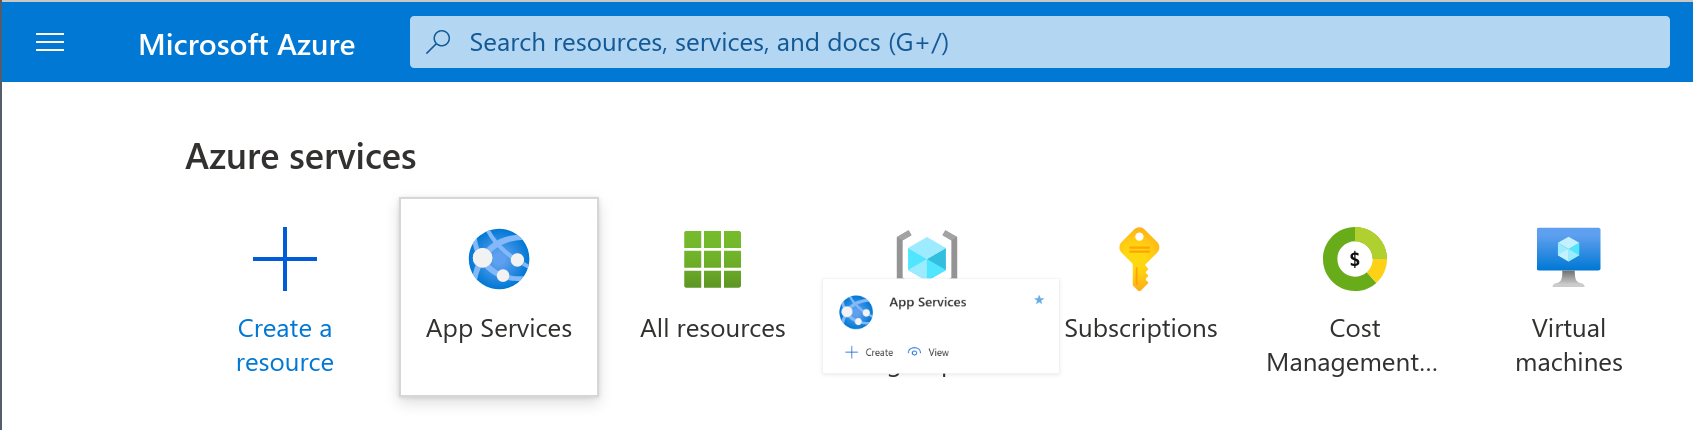 Microsoft Azure
Search resources, services, and docs (G+/)
Azure services
Create a
resource
App Services
All resources
App Services
Create
View
Subscriptions
Cost
Management...
Virtual
machines
$